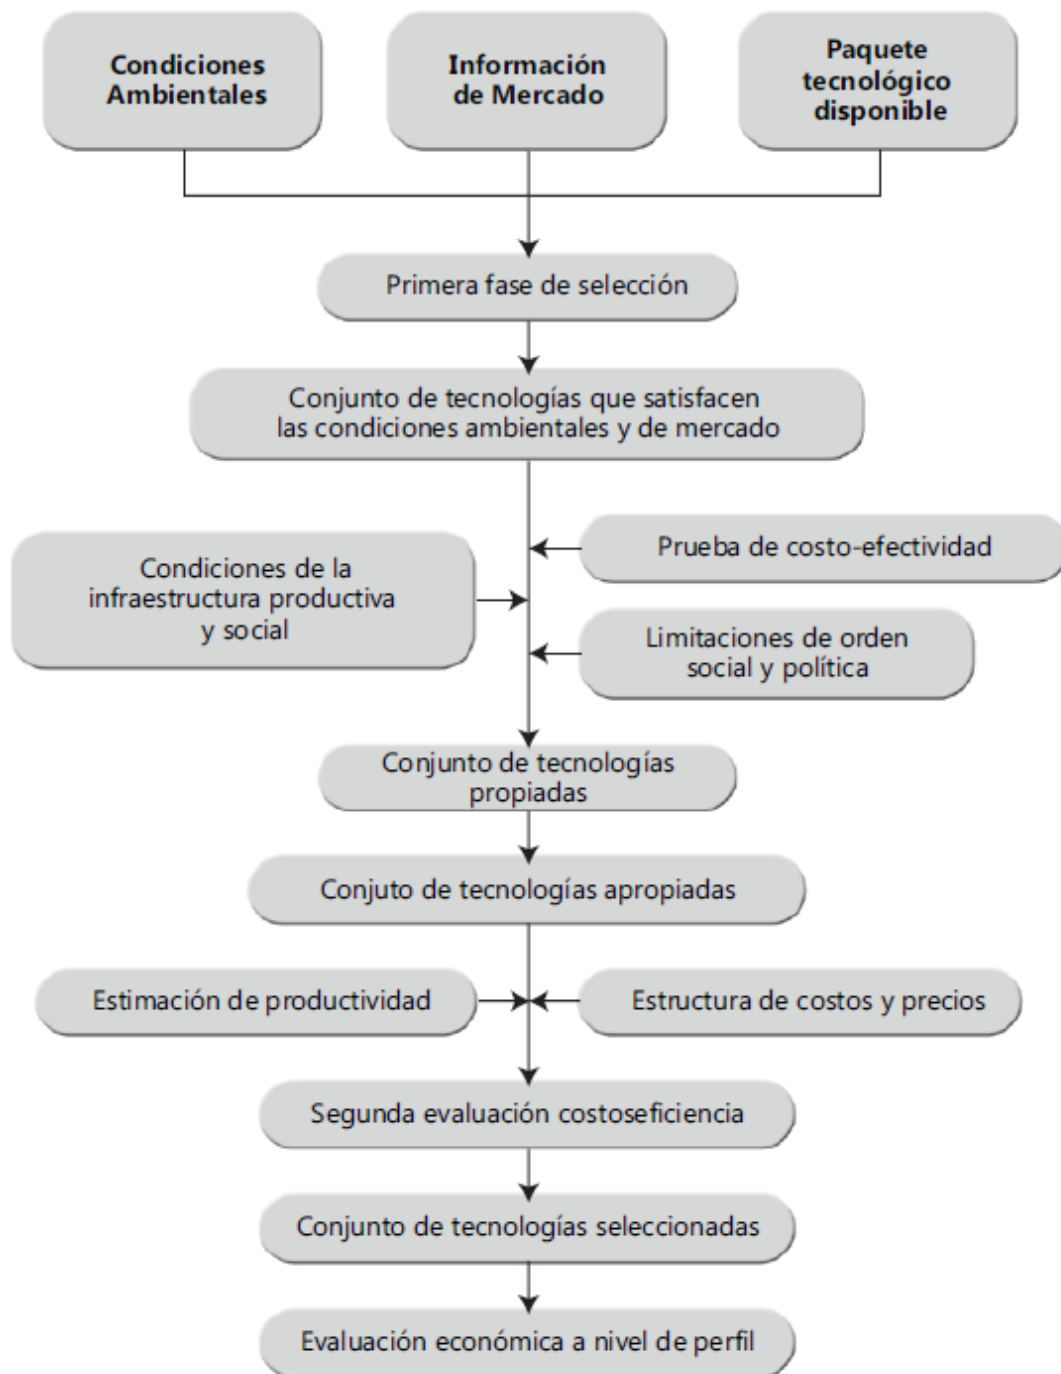 Condiciones
Ambientales
Información
de Mercado
Paquete
tecnológico
disponible
Primera fase de selección
Conjunto de tecnologías que satisfacen
las condiciones ambientales y de mercado
Prueba de costo-efectividad
Condiciones de la
infraestructura productiva
y social
Limitaciones de orden
social y política
Conjunto de tecnologías
propiadas
Conjuto de tecnologías apropiadas
Estimación de productividad
Estructura de costos y precios
Segunda evaluación costoseficiencia
Conjunto de tecnologías seleccionadas
Evaluación económica a nivel de perfil